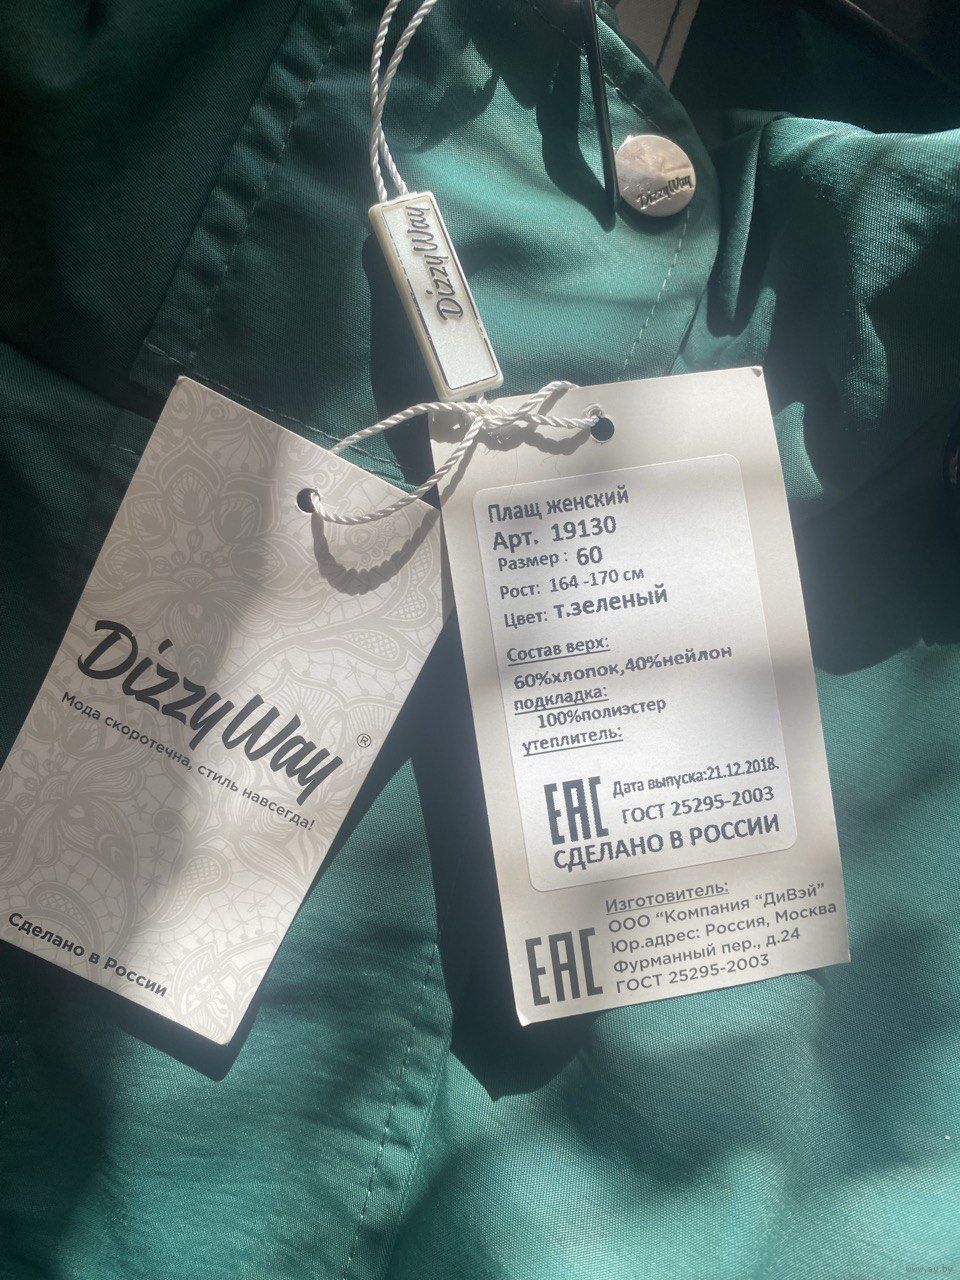 DizzyWay
DizzyWay
DizzyWay ®
Мода скоротечна, стиль навсегда!
Сделано в России
Плащ женский
Арт. 19130
Размер: 60
Рост: 164 -170 см
Цвет: т.зеленый
Состав верх:
60%хлопок,40%нейлон
подкладка:
100%полиэстер
утеплитель:
EAC Дата выпуска:21.12.2018.
ГОСТ 25295-2003
СДЕЛАНО В РОССИИ
Изготовитель:
ООО "Компания "ДиВэй"
EAC Юр.адрес: Россия, Москва
Фурманный пер., д.24
ГОСТ 25295-2003
www.ay.by